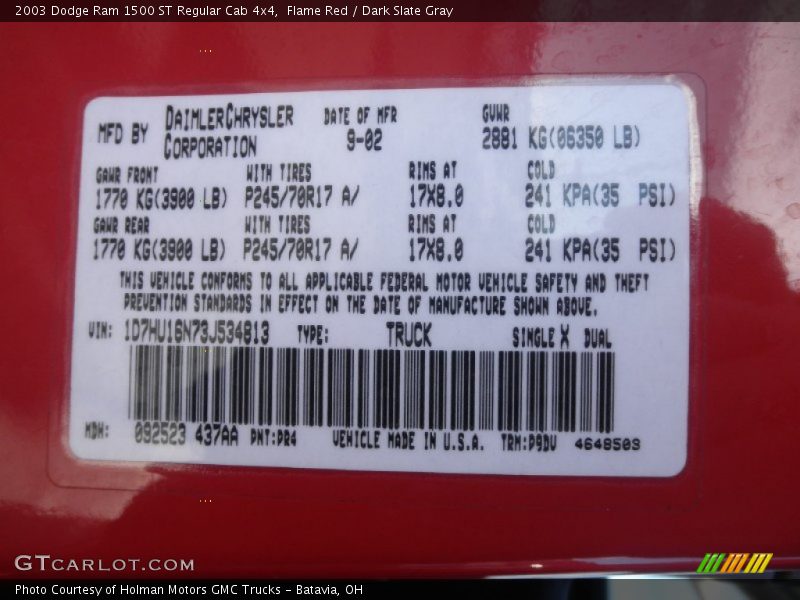 2003 Dodge Ram 1500 ST Regular Cab 4x4,  Flame Red / Dark Slate Gray
MFD BY DAIMLERCHRYSLER CORPORATION DATE OF MFR 9-02 GVWR 2881 KG(06350 LB)
GAWR FRONT WITH TIRES RIMS AT COLD
1770 KG(3900 LB) P245/70R17 A/ 17X8.0 241 KPA(35 PSI)
GAWR REAR WITH TIRES RIMS AT COLD
1770 KG(3900 LB) P245/70R17 A/ 17X8.0 241 KPA(35 PSI)
THIS VEHICLE CONFORMS TO ALL APPLICABLE FEDERAL MOTOR VEHICLE SAFETY AND THEFT
PREVENTION STANDARDS IN EFFECT ON THE DATE OF MANUFACTURE SHOWN ABOVE.
VIN: 1D7HU16N73J534813 TYPE: TRUCK SINGLE X DUAL
MDH: 092523 437AA PNT:PR4 VEHICLE MADE IN U.S.A. TRM:P9DV 4648503
GTCARLOT.COM
Photo Courtesy of Holman Motors GMC Trucks - Batavia, OH